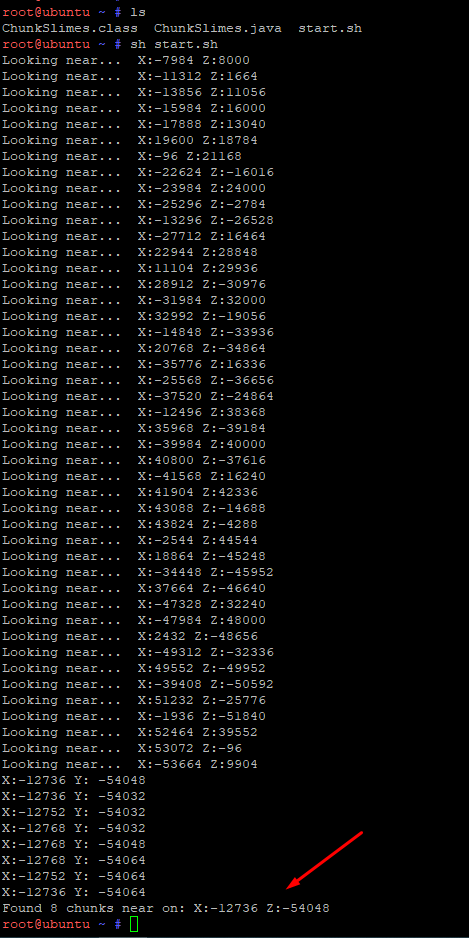 root@ubuntu ~ # ls
ChunkSlimes.class  ChunkSlimes.java  start.sh
root@ubuntu ~ # sh start.sh
Looking near...  X:-7984 Z:8000
Looking near...  X:-11312 Z:1664
Looking near...  X:-13856 Z:11056
Looking near...  X:-15984 Z:16000
Looking near...  X:-17888 Z:13040
Looking near...  X:19600 Z:18784
Looking near...  X:-96 Z:21168
Looking near...  X:-22624 Z:-16016
Looking near...  X:-23984 Z:24000
Looking near...  X:-25296 Z:-2784
Looking near...  X:-13296 Z:-26528
Looking near...  X:-27712 Z:16464
Looking near...  X:22944 Z:28848
Looking near...  X:11104 Z:29936
Looking near...  X:28912 Z:-30976
Looking near...  X:-31984 Z:32000
Looking near...  X:32992 Z:-19056
Looking near...  X:-14848 Z:-33936
Looking near...  X:20768 Z:-34864
Looking near...  X:-35776 Z:16336
Looking near...  X:-25568 Z:-36656
Looking near...  X:-37520 Z:-24864
Looking near...  X:-12496 Z:38368
Looking near...  X:35968 Z:-39184
Looking near...  X:-39984 Z:40000
Looking near...  X:40800 Z:-37616
Looking near...  X:-41568 Z:16240
Looking near...  X:41904 Z:42336
Looking near...  X:43088 Z:-14688
Looking near...  X:43824 Z:-4288
Looking near...  X:-2544 Z:44544
Looking near...  X:18864 Z:-45248
Looking near...  X:-34448 Z:-45952
Looking near...  X:37664 Z:-46640
Looking near...  X:-47328 Z:32240
Looking near...  X:-47984 Z:48000
Looking near...  X:2432 Z:-48656
Looking near...  X:-49312 Z:-32336
Looking near...  X:49552 Z:-49952
Looking near...  X:-39408 Z:-50592
Looking near...  X:51232 Z:-25776
Looking near...  X:-1936 Z:-51840
Looking near...  X:52464 Z:39552
Looking near...  X:53072 Z:-96
Looking near...  X:-53664 Z:9904
X:-12736 Y: -54048
X:-12736 Y: -54032
X:-12752 Y: -54032
X:-12768 Y: -54032
X:-12768 Y: -54048
X:-12768 Y: -54064
X:-12752 Y: -54064
X:-12736 Y: -54064
Found 8 chunks near on: X:-12736 Z:-54048
root@ubuntu ~ #